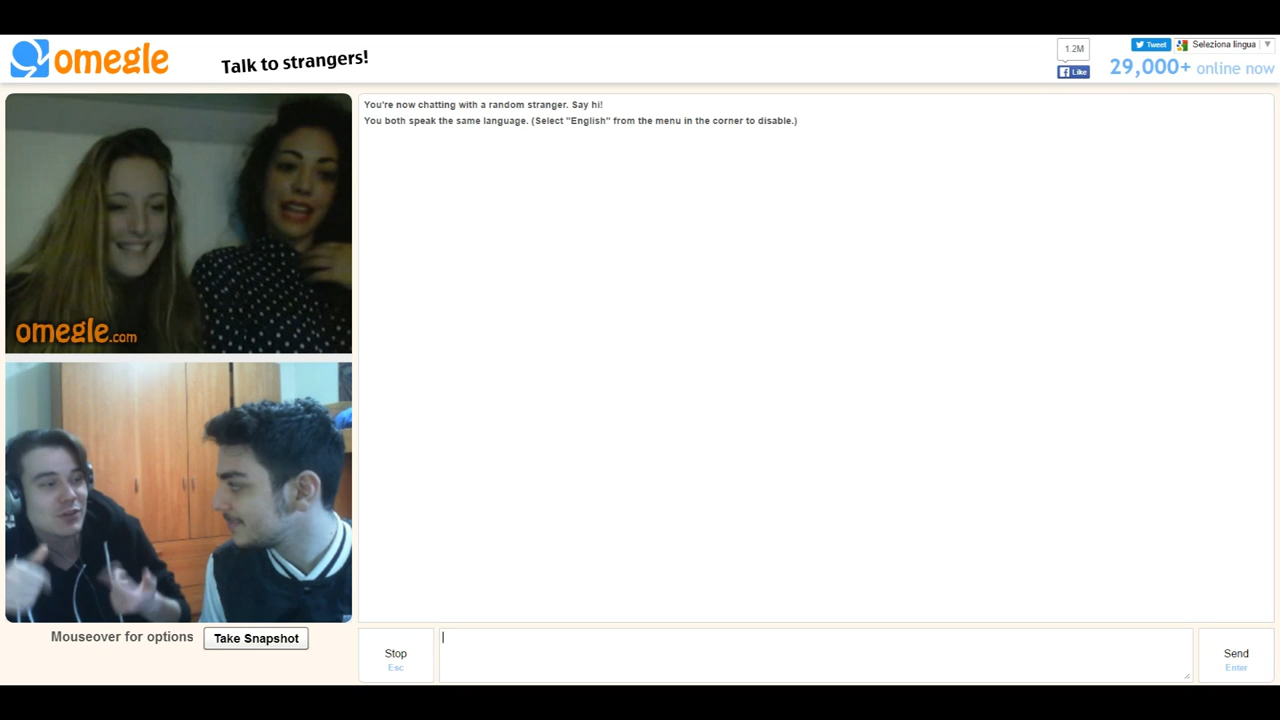 omegle
Talk to strangers!
1.2M
Like
Tweet
Seleziona lingua
29,000+ online now
You're now chatting with a random stranger. Say hi!
You both speak the same language. (Select "English" from the menu in the corner to disable.)
omegle.com
Mouseover for options
Take Snapshot
Stop
Esc
Send
Enter